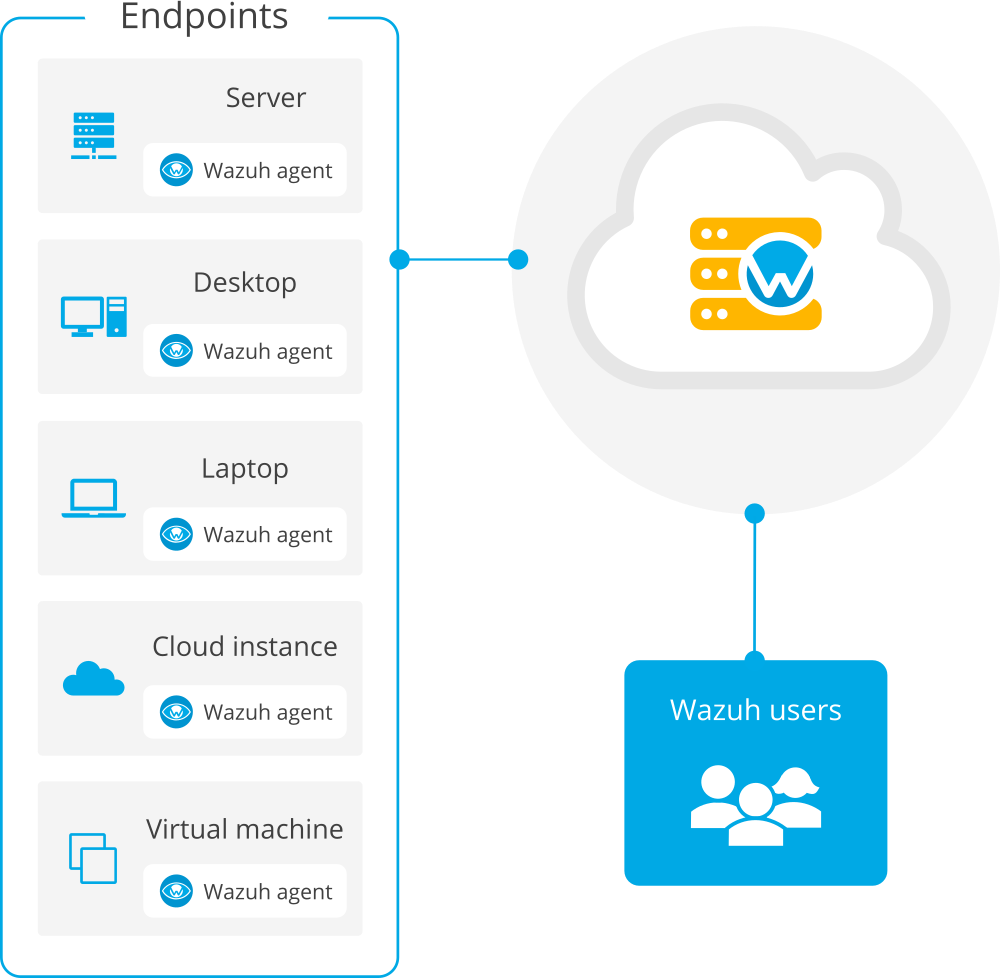 Endpoints
Server
Wazuh agent
Desktop
Wazuh agent
Laptop
Wazuh agent
Cloud instance
Wazuh agent
Virtual machine
Wazuh agent
W
Wazuh users